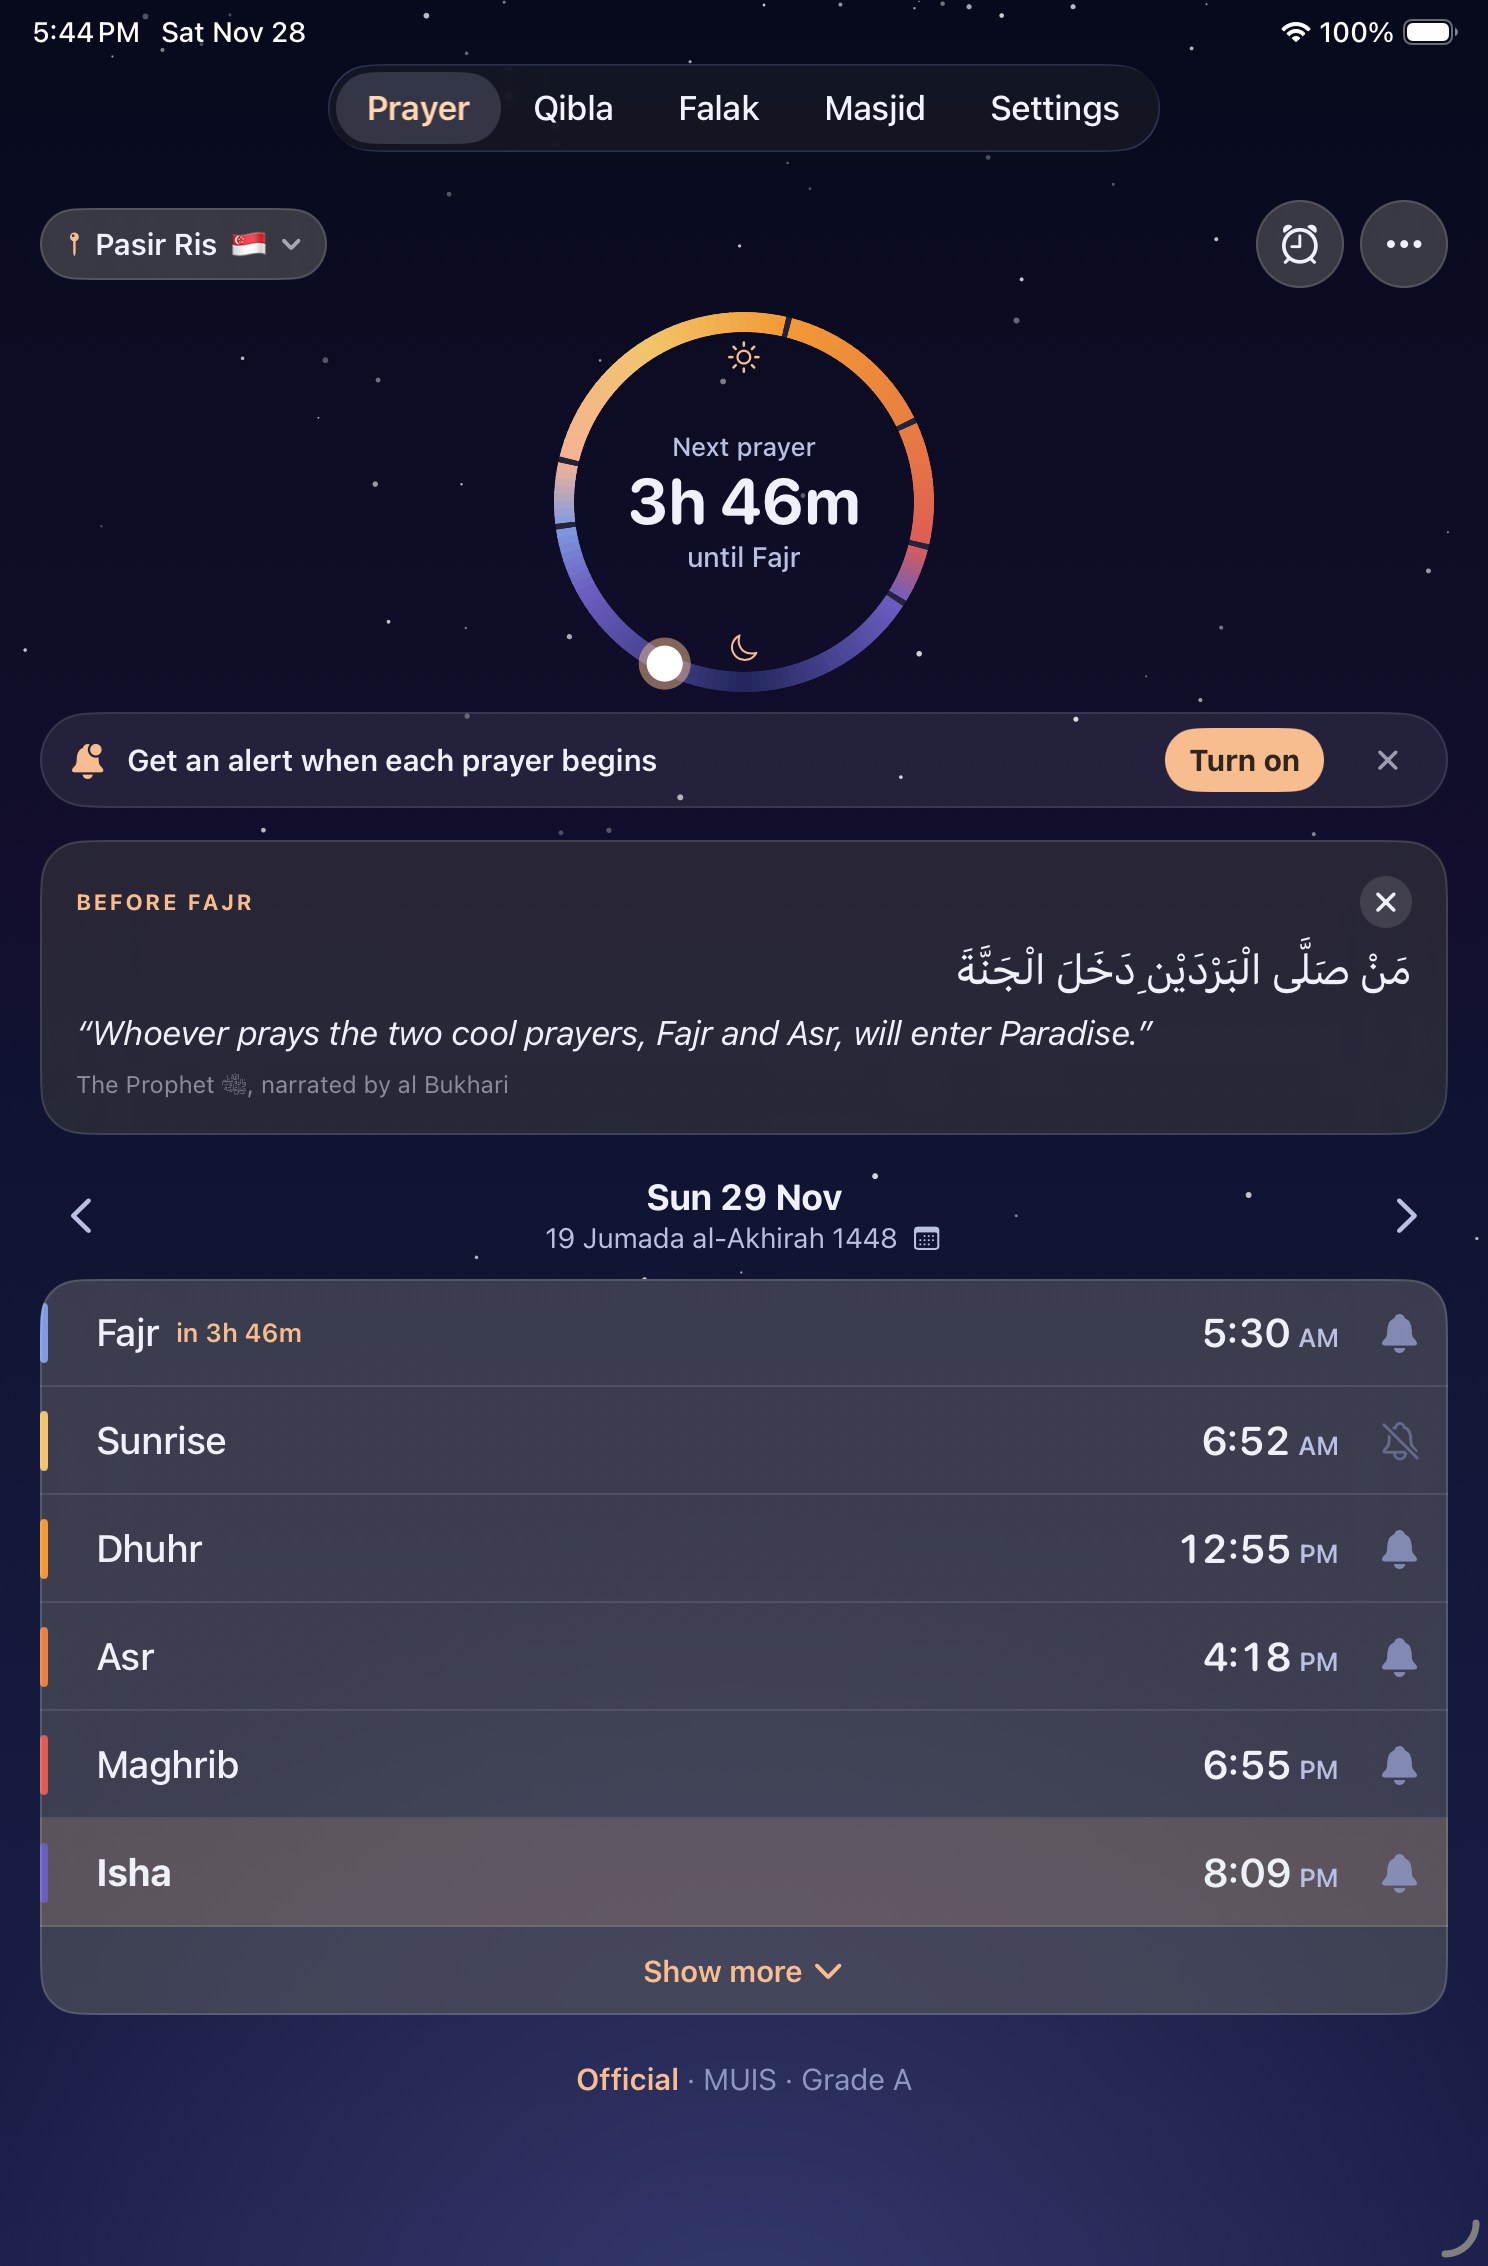 5:44 PM Sat Nov 28
100%
Prayer Qibla Falak Masjid Settings
Pasir Ris
Next prayer
3h 46m
until Fajr
Get an alert when each prayer begins
Turn on
BEFORE FAJR
مَنْ صَلَّى الْبَرْدَيْنِ دَخَلَ الْجَنَّةَ
“Whoever prays the two cool prayers, Fajr and Asr, will enter Paradise.”
The Prophet ﷺ, narrated by al Bukhari
Sun 29 Nov
19 Jumada al-Akhirah 1448
Fajr in 3h 46m 5:30 AM
Sunrise 6:52 AM
Dhuhr 12:55 PM
Asr 4:18 PM
Maghrib 6:55 PM
Isha 8:09 PM
Show more
Official · MUIS · Grade A